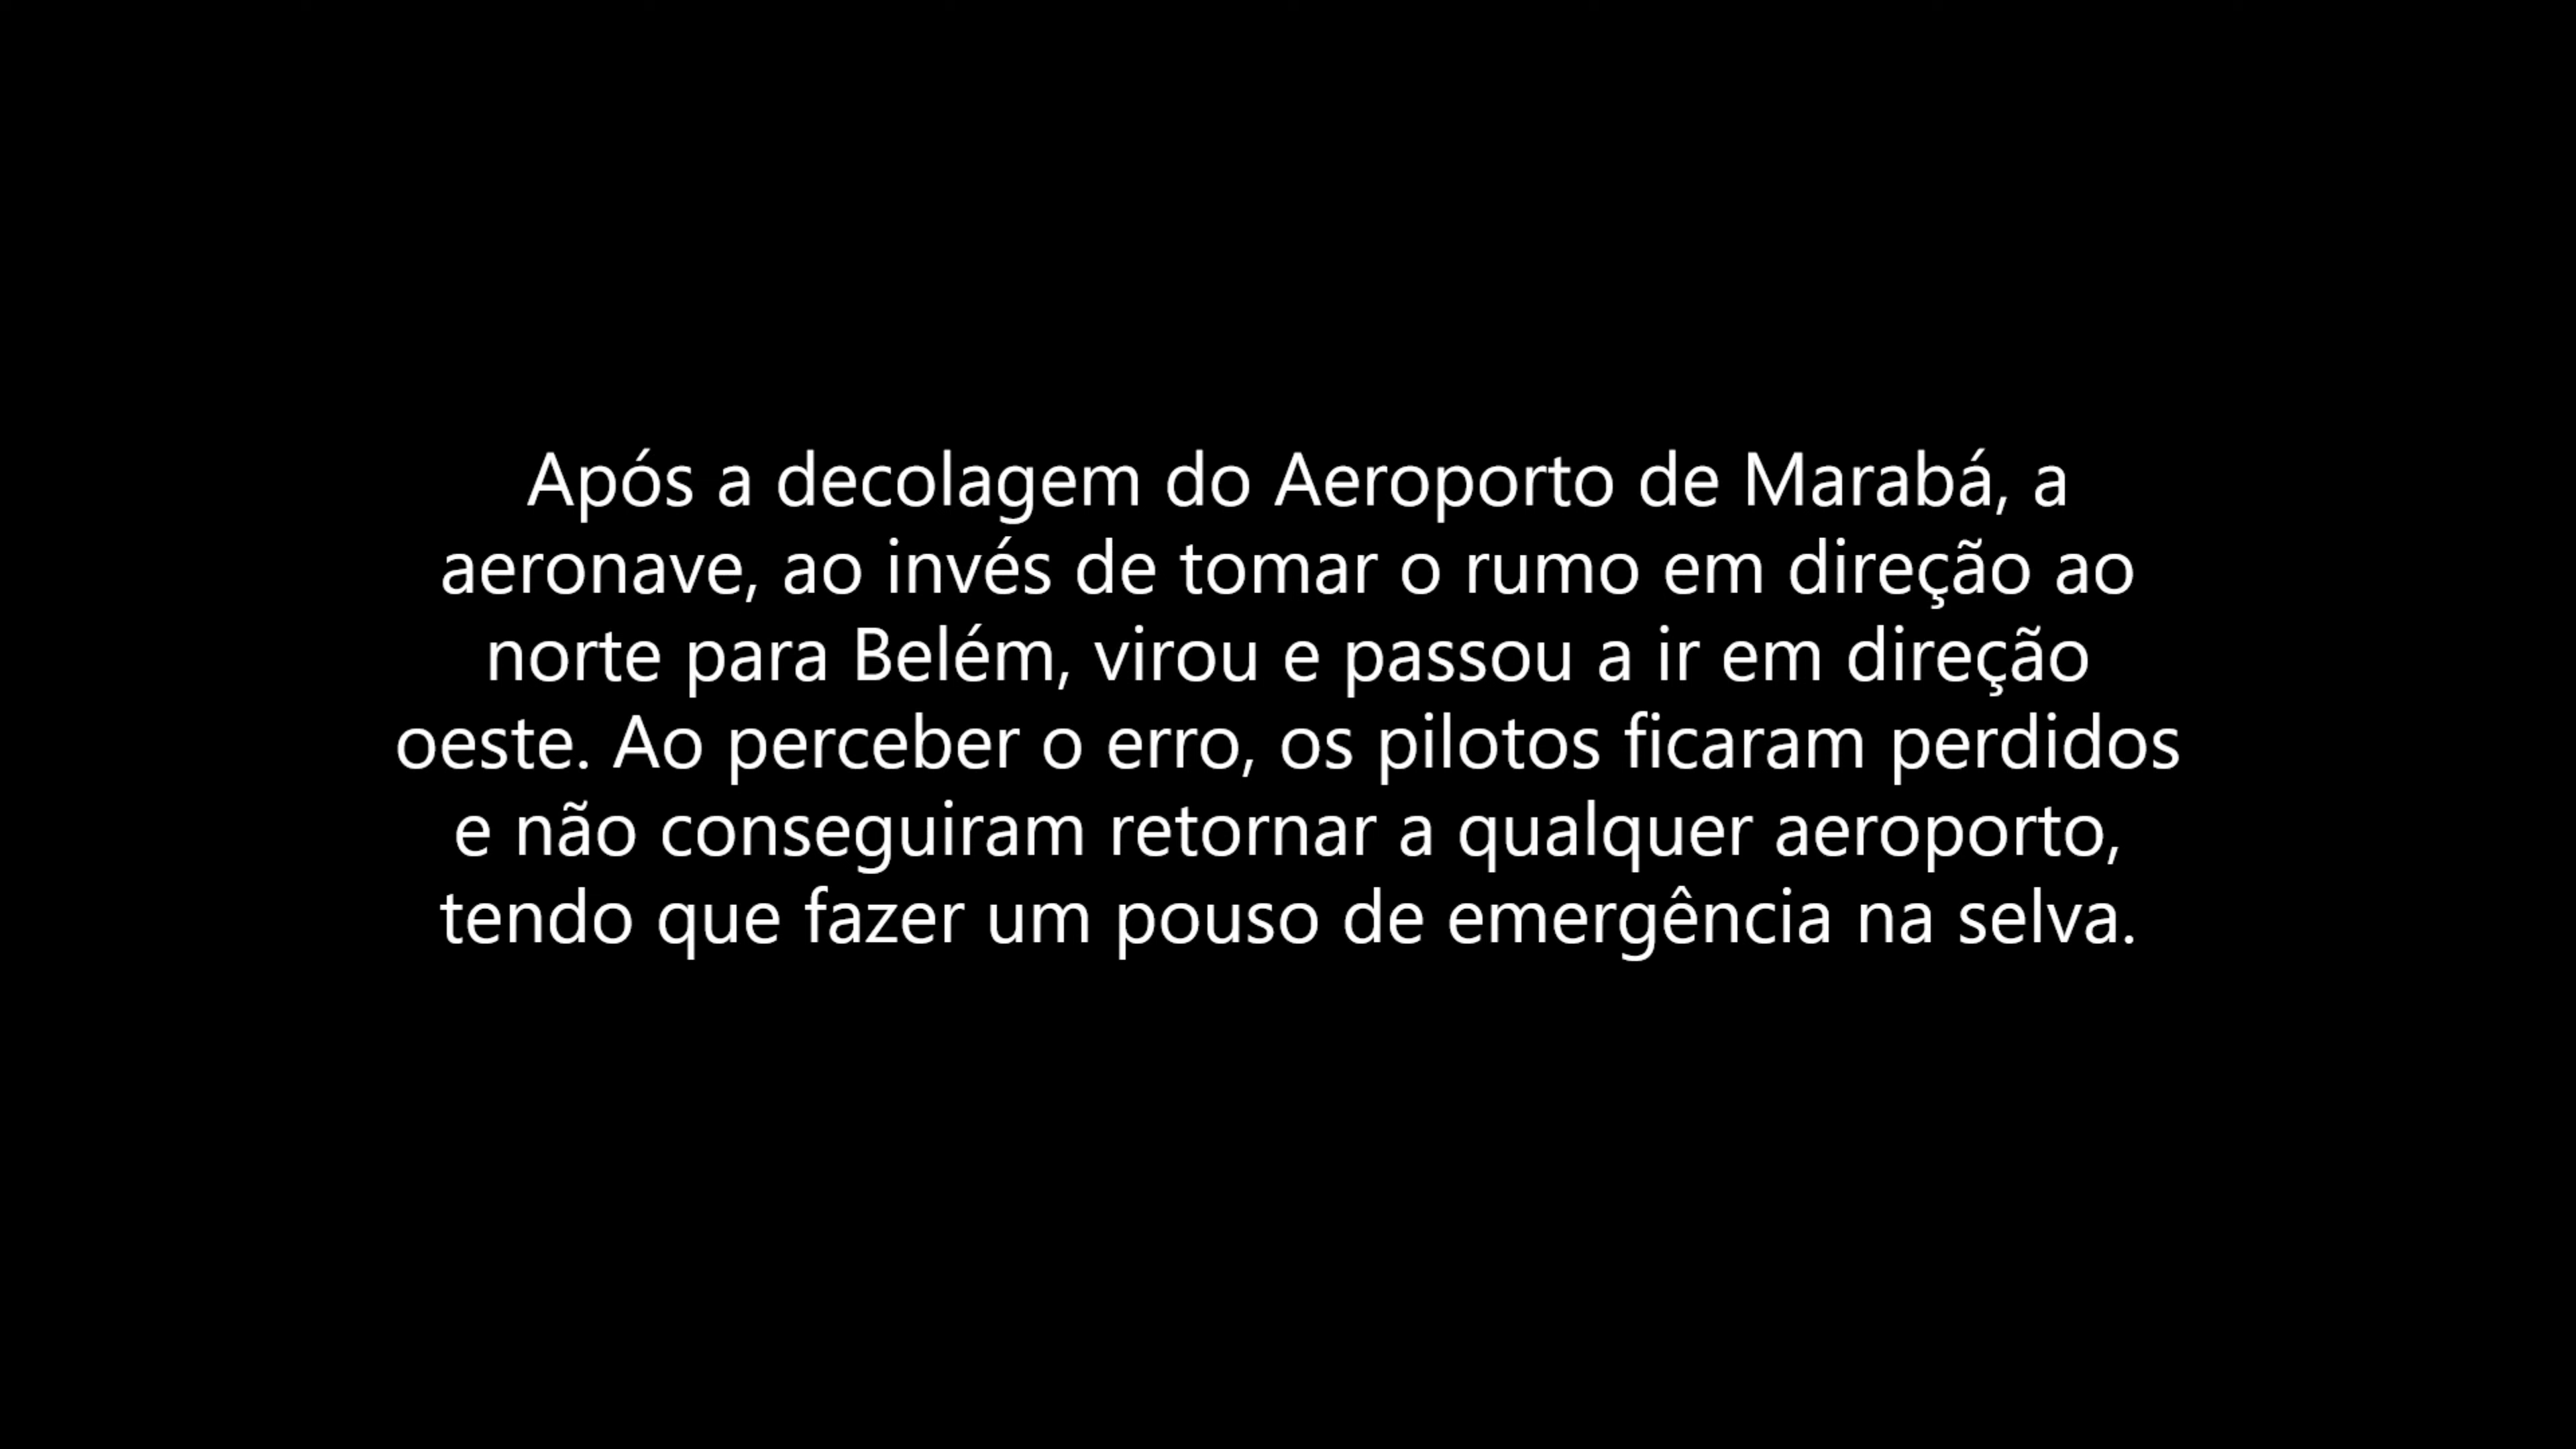 Após a decolagem do Aeroporto de Marabá, a
aeronave, ao invés de tomar o rumo em direção ao
norte para Belém, virou e passou a ir em direção
oeste. Ao perceber o erro, os pilotos ficaram perdidos
e não conseguiram retornar a qualquer aeroporto,
tendo que fazer um pouso de emergência na selva.